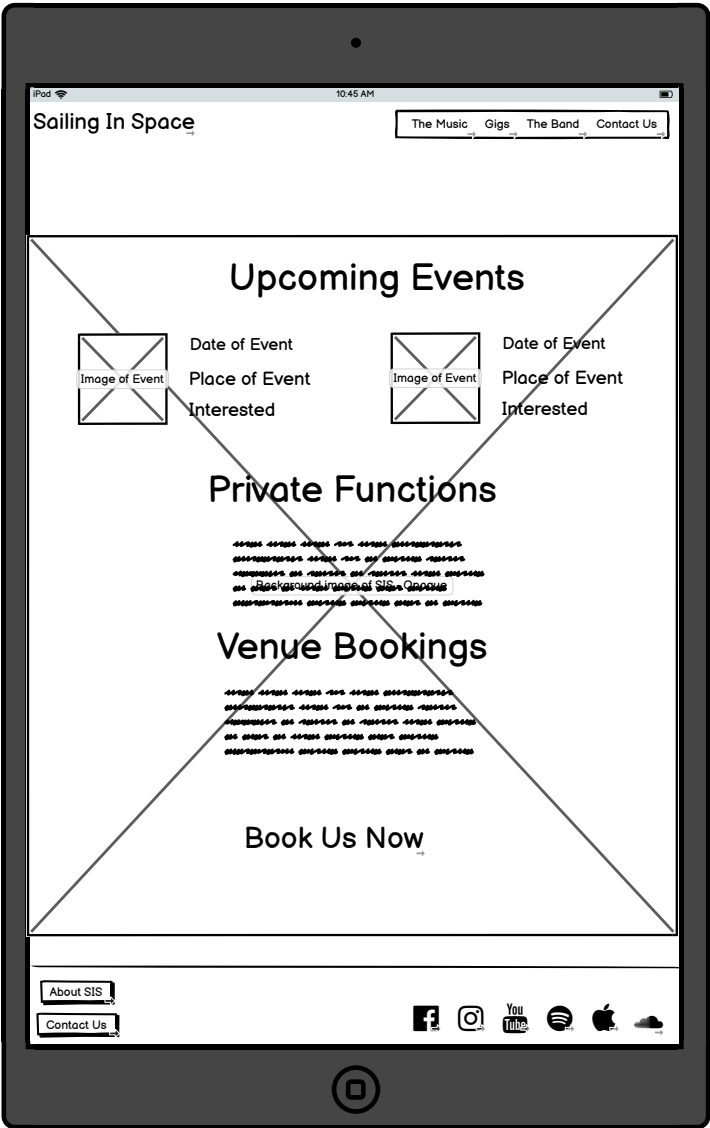 iPad 10:45 AM
Sailing In Space
The Music Gigs The Band Contact Us
Upcoming Events
Image of Event
Date of Event
Place of Event
Interested
Image of Event
Date of Event
Place of Event
Interested
Private Functions
Background image of SIS - Opaque
Venue Bookings
Book Us Now
About SIS
Contact Us
You
Tube